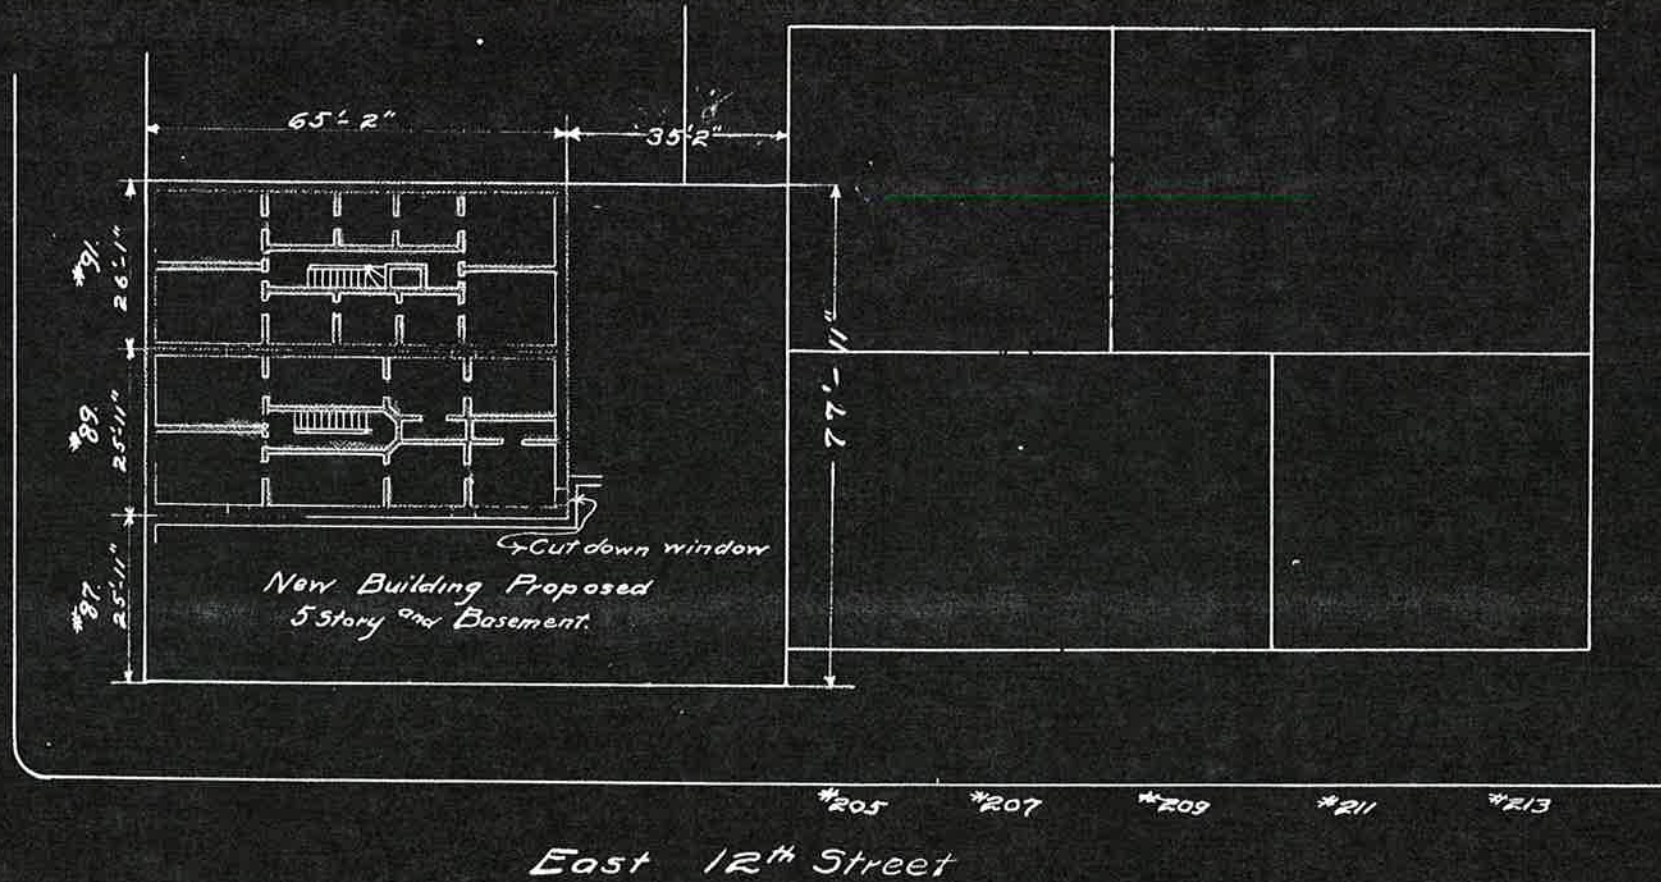 65'-2"
35'2"
#91.
26'-1"
77'-11"
#89.
25'-11"
Cut down window
New Building Proposed
5 Story and Basement.
#87.
25'-11"
#205 #207 #209 #211 #213
East 12th Street